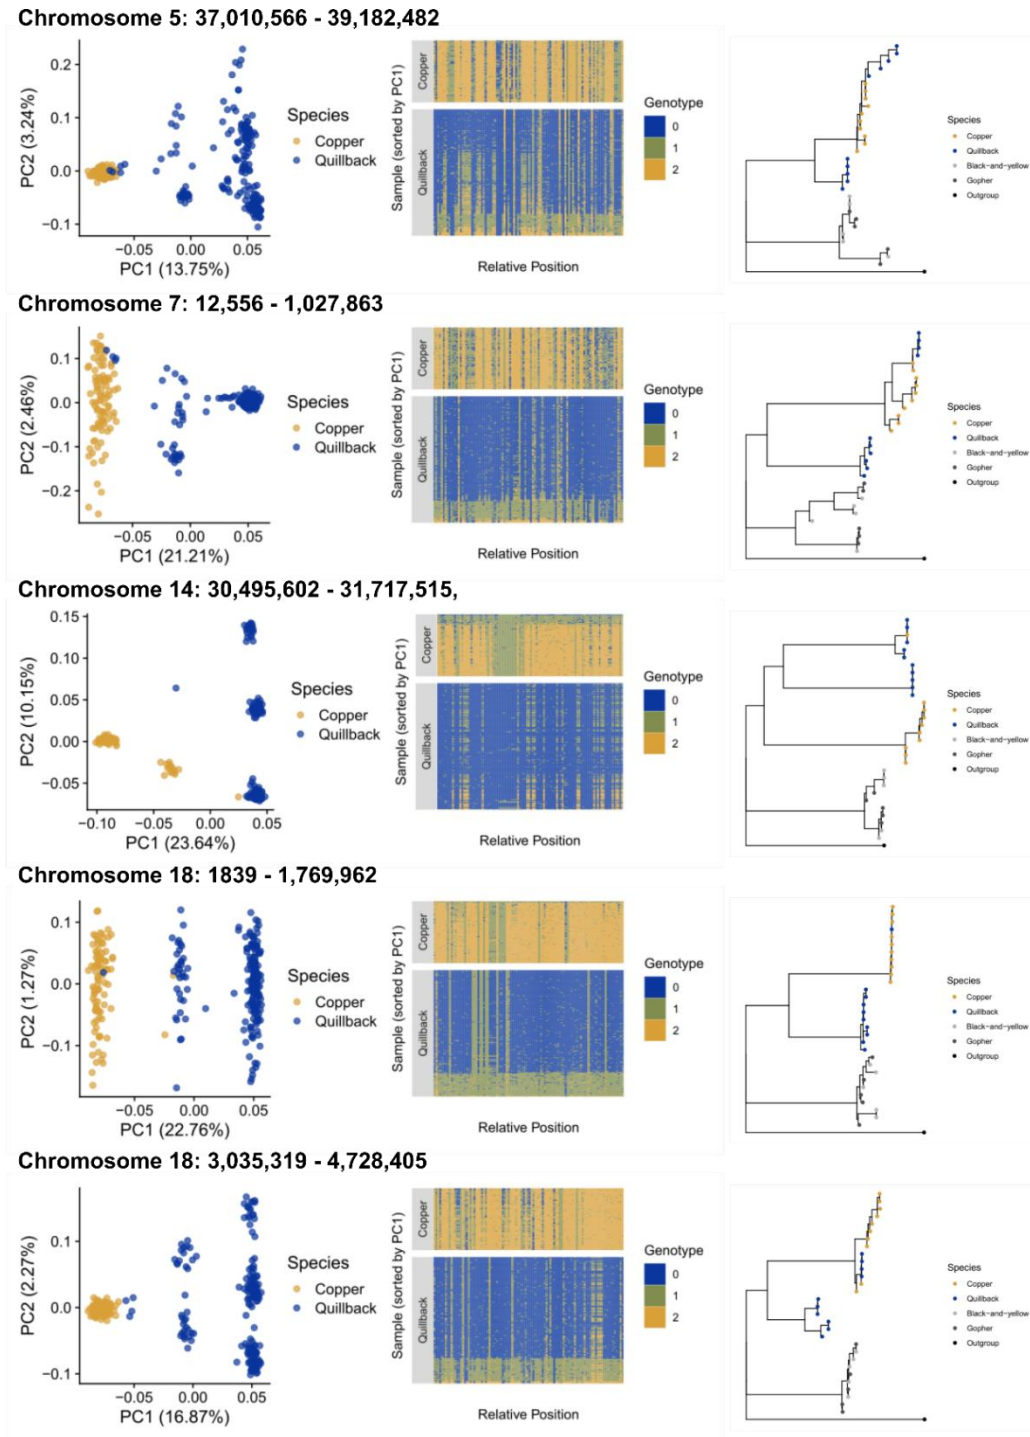 Chromosome 5: 37,010,566 - 39,182,482
PC2 (3.24%)
0.2
0.1
0.0
−0.1
−0.05 0.00 0.05
PC1 (13.75%)
Species
Copper
Quillback
Sample (sorted by PC1)
Copper
Quillback
Relative Position
Genotype
0
1
2
Species
Copper
Quillback
Black−and−yellow
Gopher
Outgroup
Chromosome 7: 12,556 - 1,027,863
PC2 (2.46%)
0.1
0.0
−0.1
−0.2
−0.05 0.00 0.05
PC1 (21.21%)
Species
Copper
Quillback
Sample (sorted by PC1)
Copper
Quillback
Relative Position
Genotype
0
1
2
Species
Copper
Quillback
Black−and−yellow
Gopher
Outgroup
Chromosome 14: 30,495,602 - 31,717,515,
PC2 (10.15%)
0.15
0.10
0.05
0.00
−0.05
−0.10 −0.05 0.00 0.05
PC1 (23.64%)
Species
Copper
Quillback
Sample (sorted by PC1)
Copper
Quillback
Relative Position
Genotype
0
1
2
Species
Copper
Quillback
Black−and−yellow
Gopher
Outgroup
Chromosome 18: 1839 - 1,769,962
PC2 (1.27%)
0.1
0.0
−0.1
−0.05 0.00 0.05
PC1 (22.76%)
Species
Copper
Quillback
Sample (sorted by PC1)
Copper
Quillback
Relative Position
Genotype
0
1
2
Species
Copper
Quillback
Black−and−yellow
Gopher
Outgroup
Chromosome 18: 3,035,319 - 4,728,405
PC2 (2.27%)
0.1
0.0
−0.1
−0.05 0.00 0.05
PC1 (16.87%)
Species
Copper
Quillback
Sample (sorted by PC1)
Copper
Quillback
Relative Position
Genotype
0
1
2
Species
Copper
Quillback
Black−and−yellow
Gopher
Outgroup